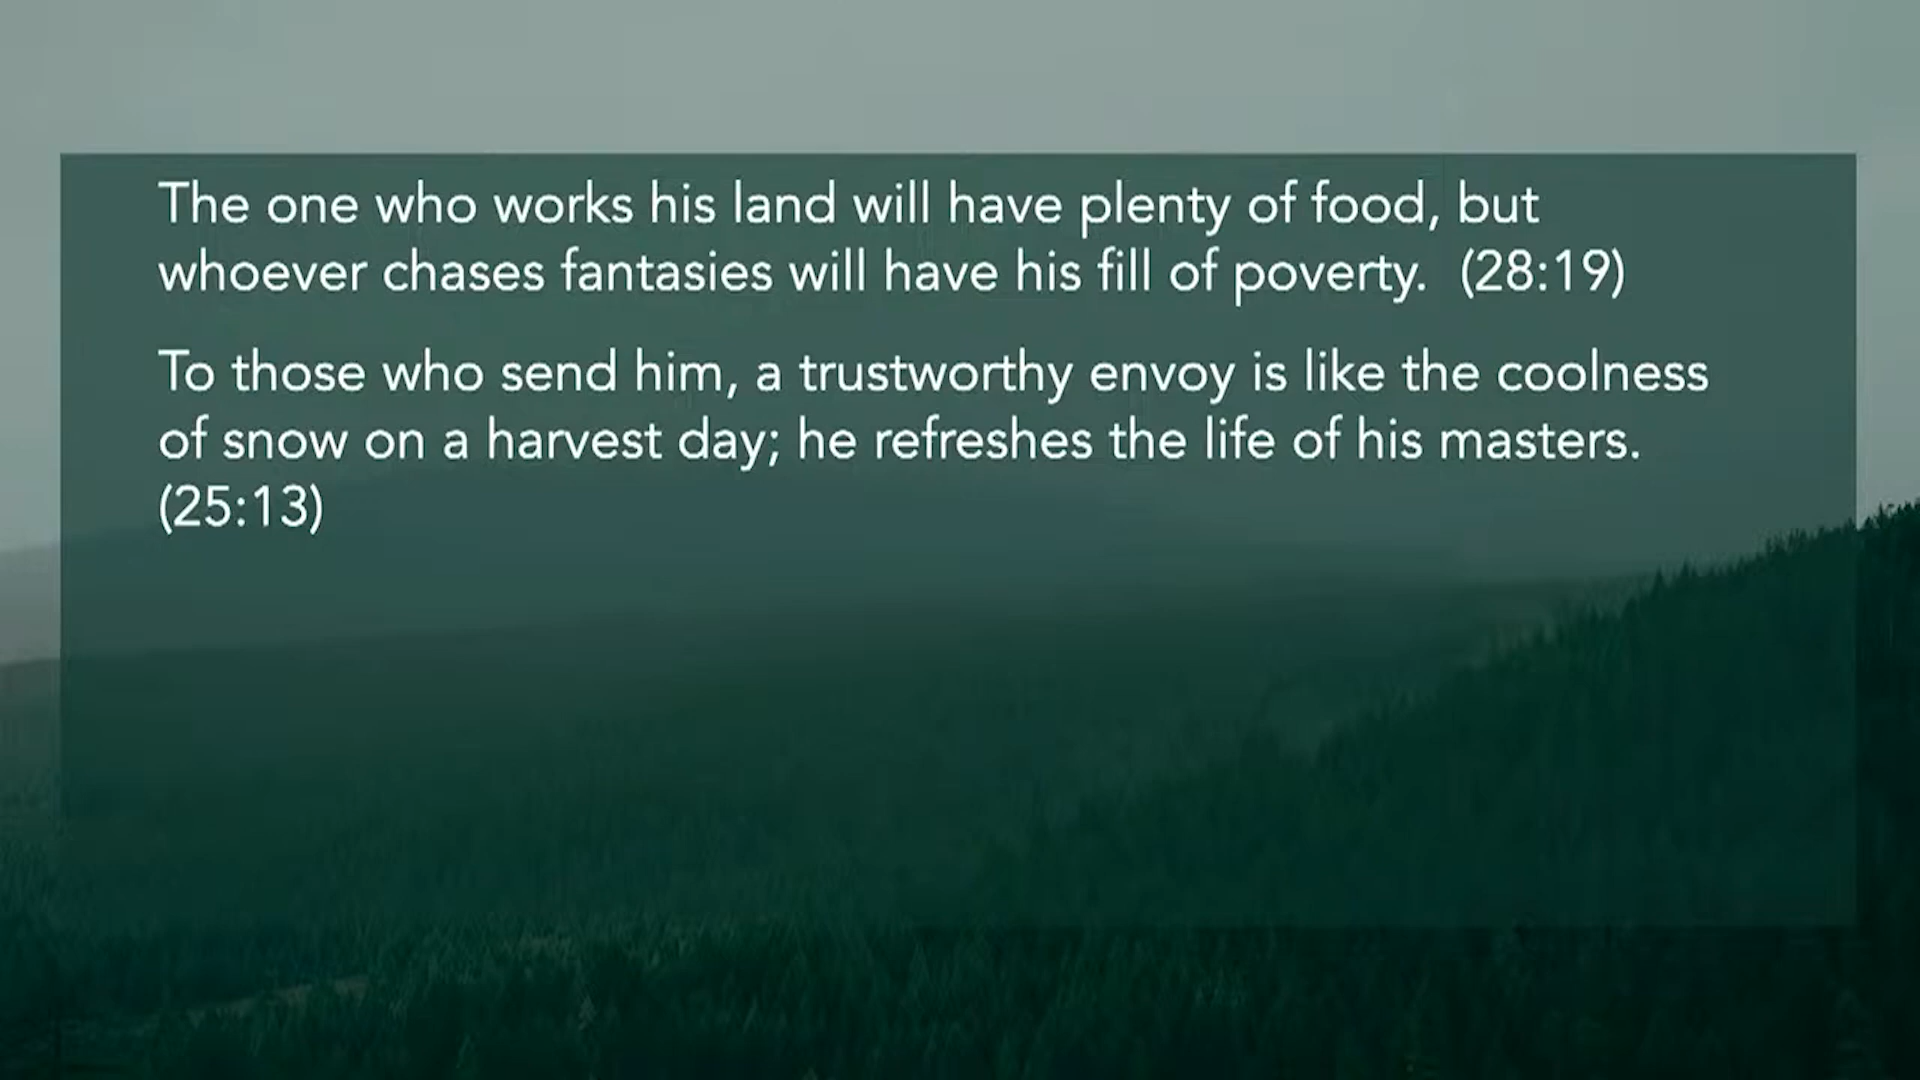 The one who works his land will have plenty of food, but
whoever chases fantasies will have his fill of poverty. (28:19)
To those who send him, a trustworthy envoy is like the coolness
of snow on a harvest day; he refreshes the life of his masters.
(25:13)